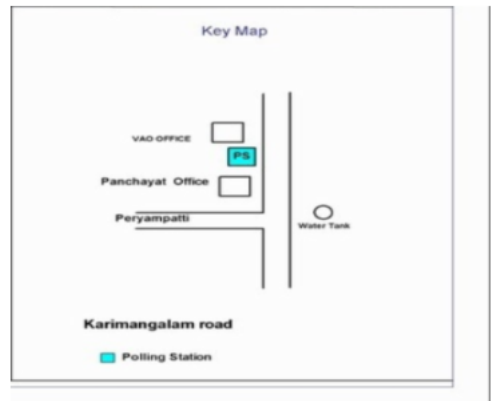 Key Map
VAO OFFICE
PS
Panchayat Office
Peryampatti
Water Tank
Karimangalam road
Polling Station